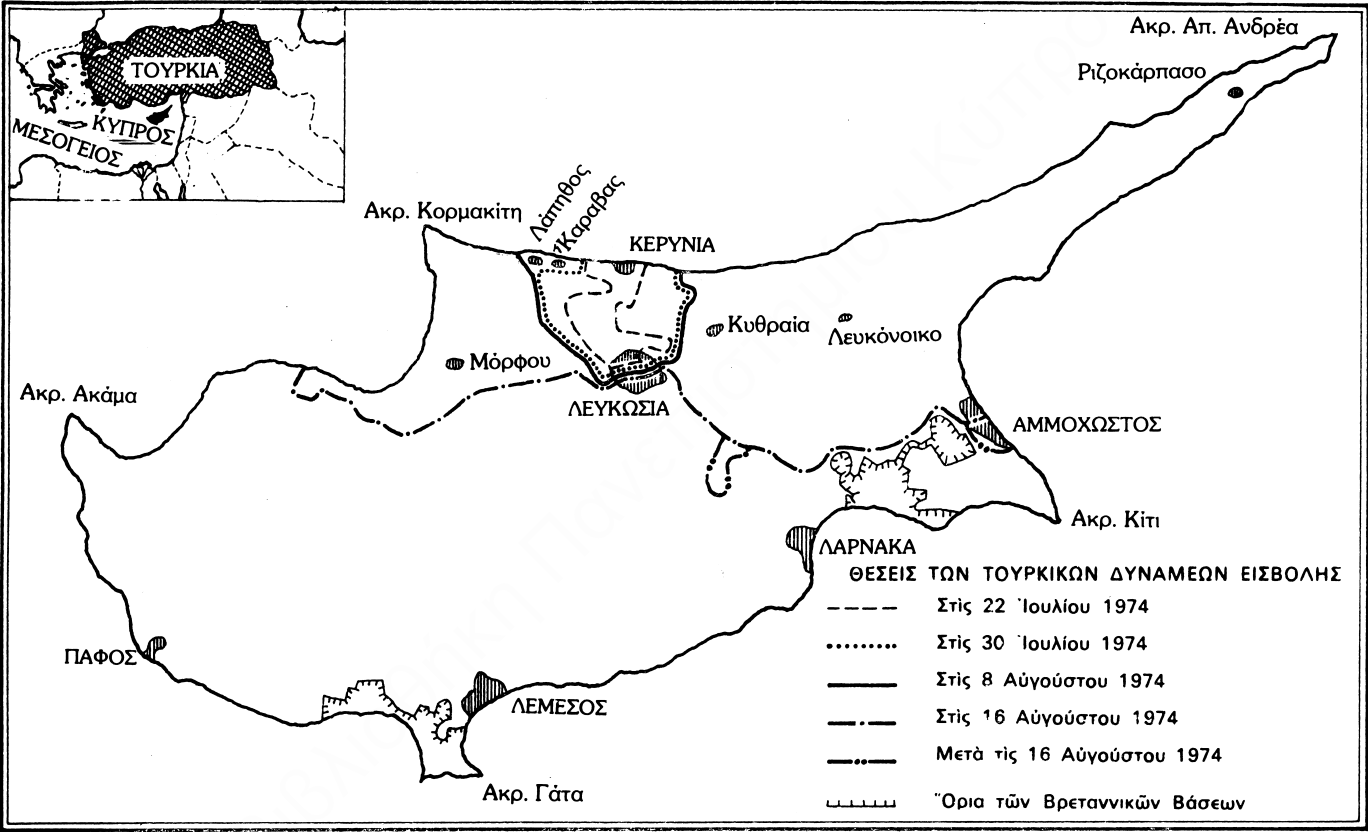 ΤΟΥΡΚΙΑ
ΚΥΠΡΟΣ
ΜΕΣΟΓΕΙΟΣ
Ακρ. Απ. Ανδρέα
Ριζοκάρπασο
Ακρ. Κορμακίτη
Λάπηθος
Καραβας
ΚΕΡΥΝΙΑ
Κυθραία
Λευκόνοικο
Μόρφου
Ακρ. Ακάμα
ΛΕΥΚΩΣΙΑ
ΑΜΜΟΧΩΣΤΟΣ
Ακρ. Κίτι
ΛΑΡΝΑΚΑ
ΠΑΦΟΣ
ΛΕΜΕΣΟΣ
Ακρ. Γάτα
ΘΕΣΕΙΣ ΤΩΝ ΤΟΥΡΚΙΚΩΝ ΔΥΝΑΜΕΩΝ ΕΙΣΒΟΛΗΣ
Στὶς 22 Ἰουλίου 1974
Στὶς 30 Ἰουλίου 1974
Στὶς 8 Αὐγούστου 1974
Στὶς 16 Αὐγούστου 1974
Μετὰ τὶς 16 Αὐγούστου 1974
Ὅρια τῶν Βρεταννικῶν Βάσεων